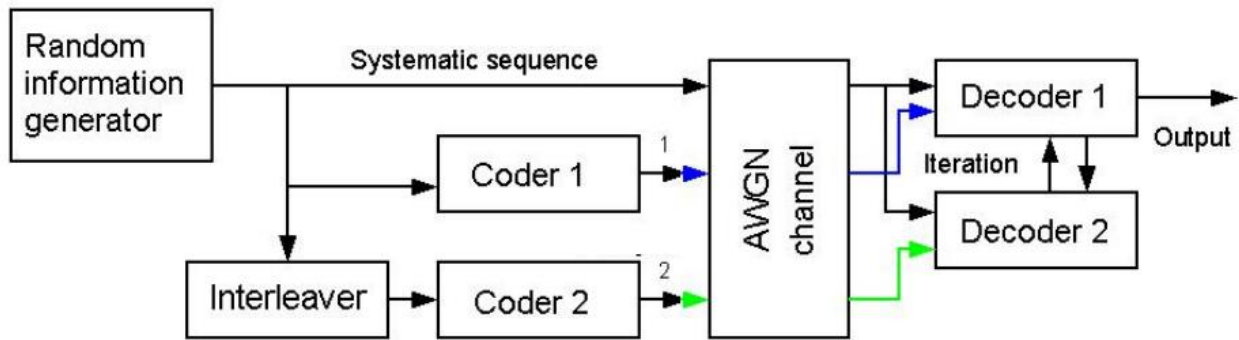 Random
information
generator
Systematic sequence
Coder 1
1
Interleaver
Coder 2
2
AWGN
channel
Decoder 1
Output
Iteration
Decoder 2